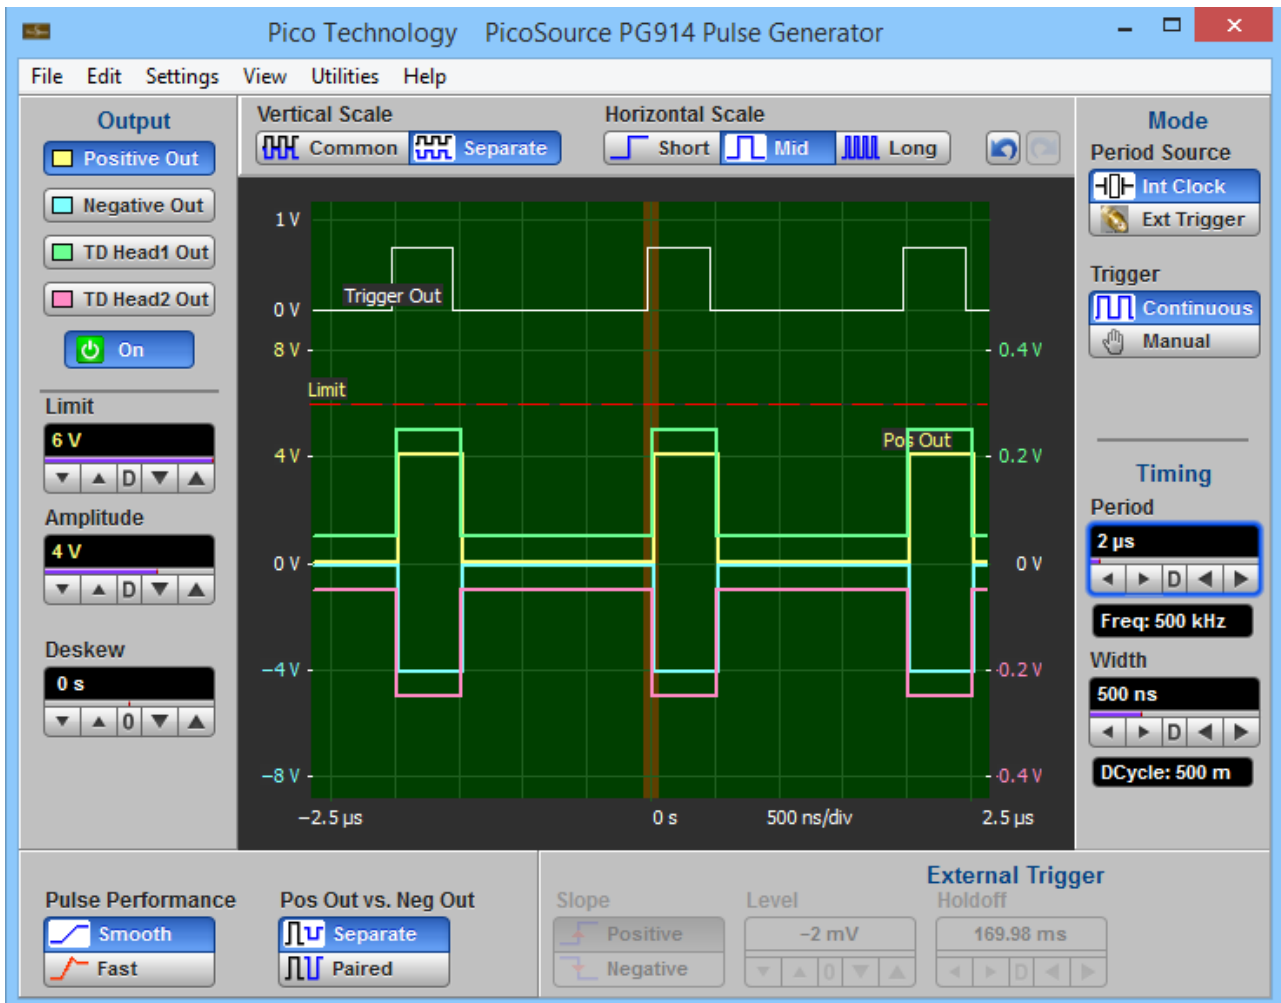 Pico Technology PicoSource PG914 Pulse Generator
File Edit Settings View Utilities Help
Output
Positive Out
Negative Out
TD Head1 Out
TD Head2 Out
On
Limit
6 V
D
Amplitude
4 V
D
Deskew
0 s
0
Vertical Scale
Common Separate
Horizontal Scale
Short Mid Long
1 V
Trigger Out
0 V
8 V 0.4 V
Limit
Pos Out
4 V 0.2 V
0 V 0 V
−4 V -0.2 V
−8 V -0.4 V
−2.5 µs 0 s 500 ns/div 2.5 µs
Mode
Period Source
Int Clock
Ext Trigger
Trigger
Continuous
Manual
Timing
Period
2 µs
D
Freq: 500 kHz
Width
500 ns
D
DCycle: 500 m
Pulse Performance
Smooth
Fast
Pos Out vs. Neg Out
Separate
Paired
External Trigger
Slope
Positive
Negative
Level
−2 mV
0
Holdoff
169.98 ms
D